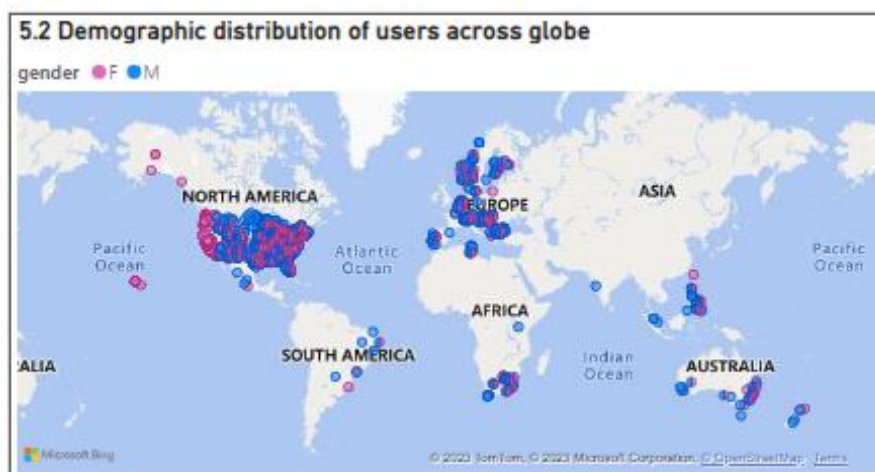 5.2 Demographic distribution of users across globe
gender F M
NORTH AMERICA
EUROPE
ASIA
Pacific
Ocean
Atlantic
Ocean
Pacific
Ocean
AFRICA
SOUTH AMERICA
Indian
Ocean
AUSTRALIA
ALIA
Microsoft Bing
© 2023 TomTom, © 2023 Microsoft Corporation, © OpenStreetMap Terms